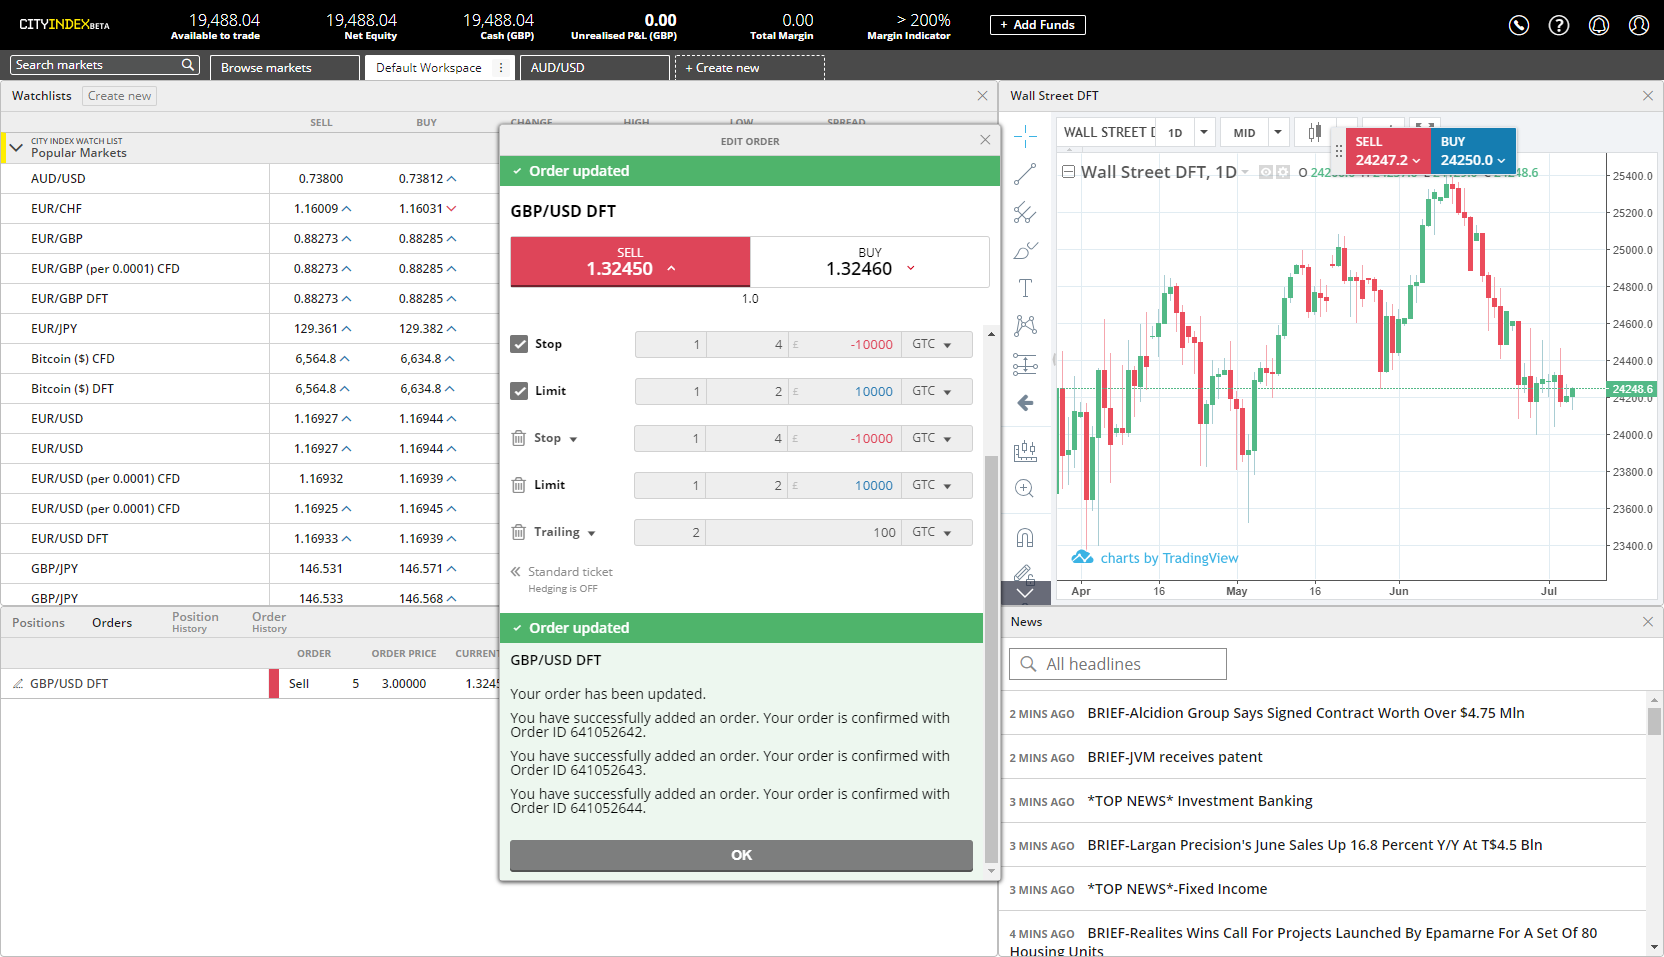 CITYINDEX BETA
19,488.04
Available to trade
19,488.04
Net Equity
19,488.04
Cash (GBP)
0.00
Unrealised P&L (GBP)
0.00
Total Margin
> 200%
Margin Indicator
+ Add Funds
Search markets
Browse markets
Default Workspace
AUD/USD
+ Create new
Watchlists
Create new
SELL BUY CHANGE HIGH LOW SPREAD
CITY INDEX WATCH LIST
Popular Markets
AUD/USD 0.73800 0.73812
EUR/CHF 1.16009 1.16031
EUR/GBP 0.88273 0.88285
EUR/GBP (per 0.0001) CFD 0.88273 0.88285
EUR/GBP DFT 0.88273 0.88285
EUR/JPY 129.361 129.382
Bitcoin ($) CFD 6,564.8 6,634.8
Bitcoin ($) DFT 6,564.8 6,634.8
EUR/USD 1.16927 1.16944
EUR/USD 1.16927 1.16944
EUR/USD (per 0.0001) CFD 1.16932 1.16939
EUR/USD (per 0.0001) CFD 1.16925 1.16945
EUR/USD DFT 1.16933 1.16939
GBP/JPY 146.531 146.571
GBP/JPY 146.533 146.568
Positions
Orders
Position History
Order History
ORDER ORDER PRICE CURRENT
GBP/USD DFT Sell 5 3.00000 1.3245
EDIT ORDER
Order updated
GBP/USD DFT
SELL
1.32450
BUY
1.32460
1.0
Stop 1 4 £ -10000 GTC
Limit 1 2 £ 10000 GTC
Stop 1 4 £ -10000 GTC
Limit 1 2 £ 10000 GTC
Trailing 2 100 GTC
Standard ticket
Hedging is OFF
Order updated
GBP/USD DFT
Your order has been updated.
You have successfully added an order. Your order is confirmed with
Order ID 641052642.
You have successfully added an order. Your order is confirmed with
Order ID 641052643.
You have successfully added an order. Your order is confirmed with
Order ID 641052644.
OK
Wall Street DFT
WALL STREET D 1D MID
SELL
24247.2
BUY
24250.0
Wall Street DFT, 1D O
25400.0
25200.0
25000.0
24800.0
24600.0
24400.0
24248.6
24200.0
24000.0
23800.0
23600.0
23400.0
charts by TradingView
Apr 16 May 16 Jun Jul
News
All headlines
2 MINS AGO BRIEF-Alcidion Group Says Signed Contract Worth Over $4.75 Mln
2 MINS AGO BRIEF-JVM receives patent
3 MINS AGO *TOP NEWS* Investment Banking
3 MINS AGO BRIEF-Largan Precision's June Sales Up 16.8 Percent Y/Y At T$4.5 Bln
3 MINS AGO *TOP NEWS*-Fixed Income
4 MINS AGO BRIEF-Realites Wins Call For Projects Launched By Epamarne For A Set Of 80
Housing Units